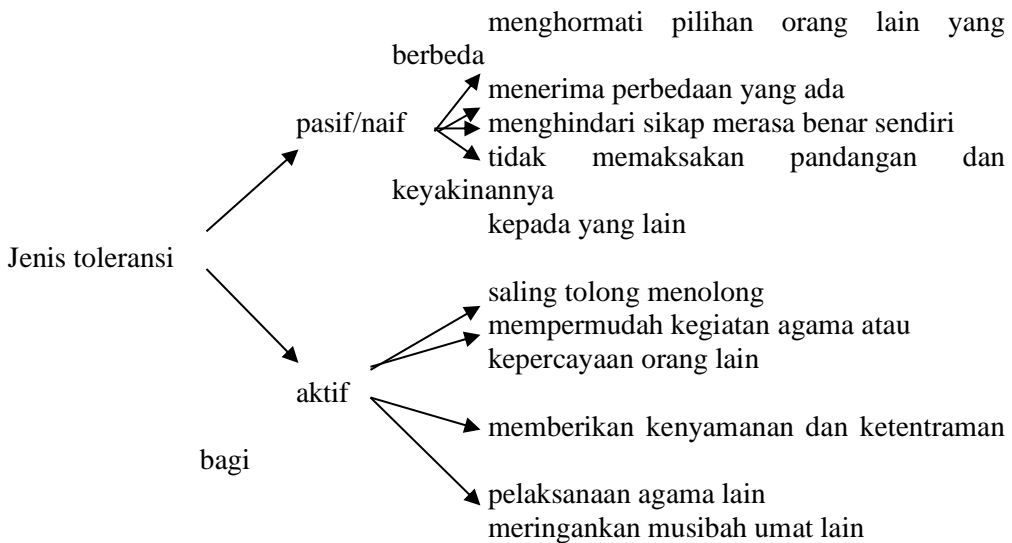 menghormati pilihan orang lain yang
berbeda
menerima perbedaan yang ada
pasif/naif
menghindari sikap merasa benar sendiri
tidak memaksakan pandangan dan
keyakinannya
kepada yang lain
Jenis toleransi
saling tolong menolong
mempermudah kegiatan agama atau
kepercayaan orang lain
aktif
memberikan kenyamanan dan ketentraman
bagi
pelaksanaan agama lain
meringankan musibah umat lain